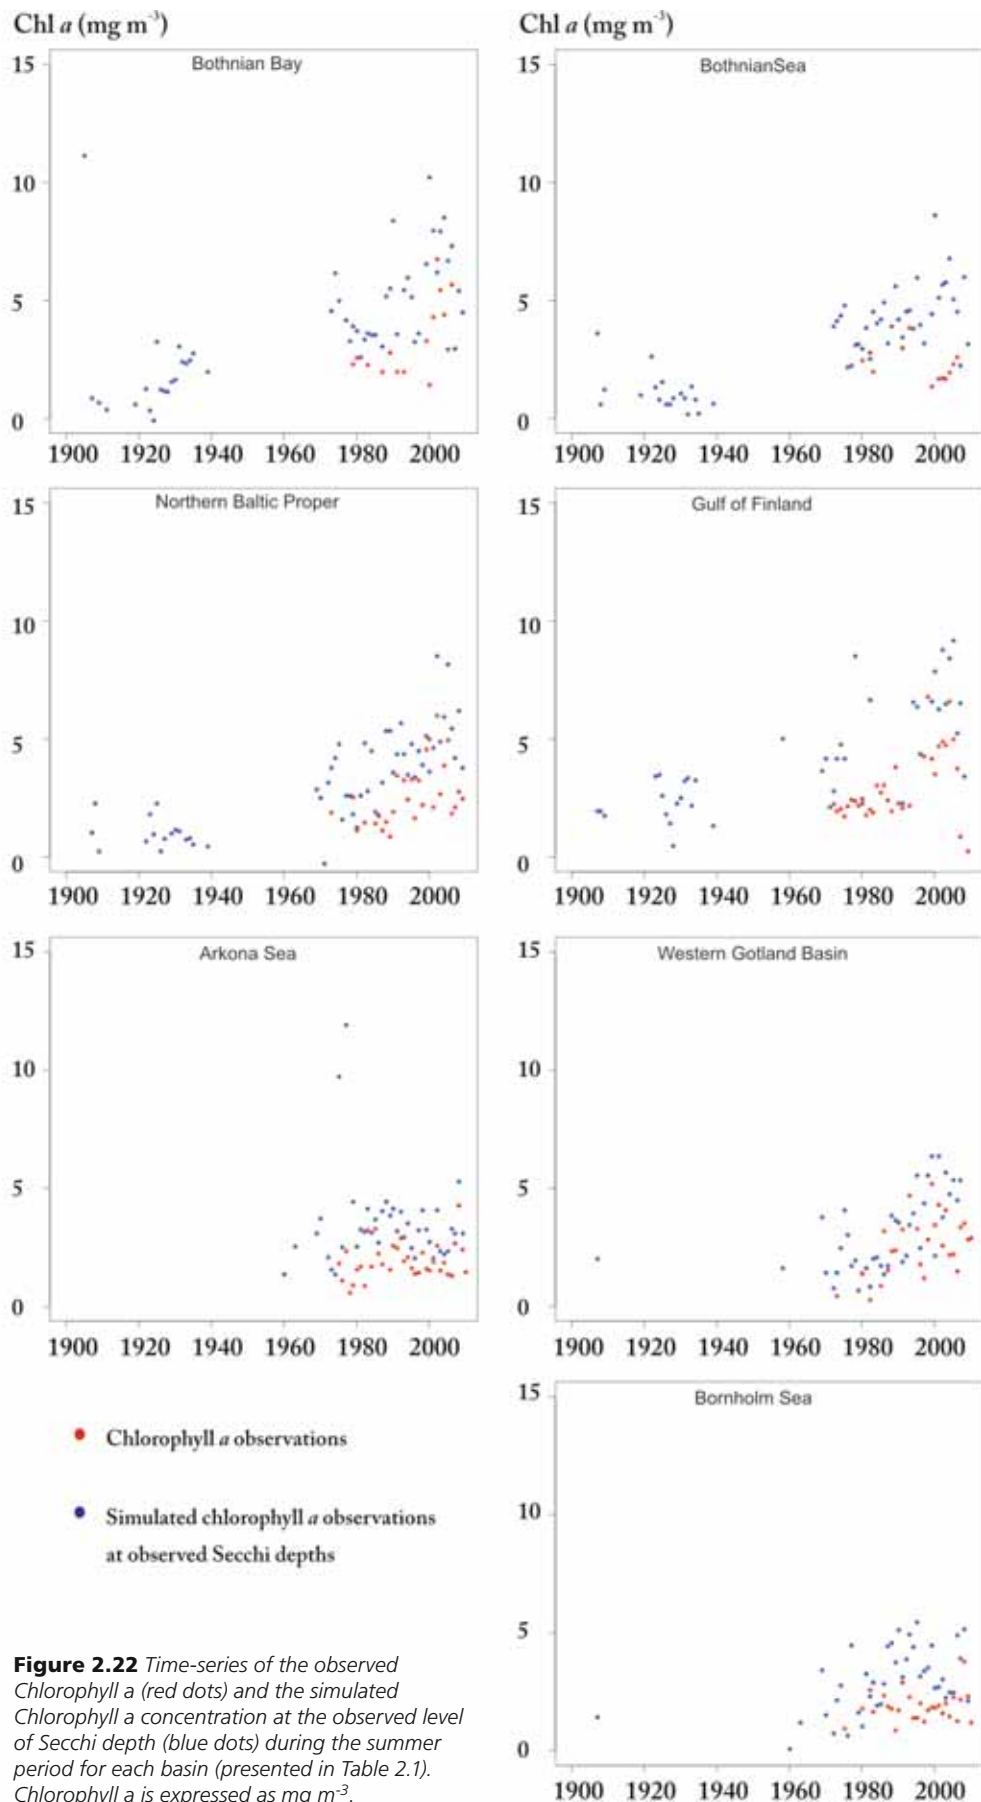 Chl a (mg m-3)
Chl a (mg m-3)
Bothnian Bay
15
10
5
0
1900 1920 1940 1960 1980 2000
BothnianSea
15
10
5
0
1900 1920 1940 1960 1980 2000
Northern Baltic Proper
15
10
5
0
1900 1920 1940 1960 1980 2000
Gulf of Finland
15
10
5
0
1900 1920 1940 1960 1980 2000
Arkona Sea
15
10
5
0
1900 1920 1940 1960 1980 2000
Western Gotland Basin
15
10
5
0
1900 1920 1940 1960 1980 2000
Bornholm Sea
15
10
5
0
1900 1920 1940 1960 1980 2000
Chlorophyll a observations
Simulated chlorophyll a observations
at observed Secchi depths
Figure 2.22 Time-series of the observed
Chlorophyll a (red dots) and the simulated
Chlorophyll a concentration at the observed level
of Secchi depth (blue dots) during the summer
period for each basin (presented in Table 2.1).
Chlorophyll a is expressed as mg m-3.